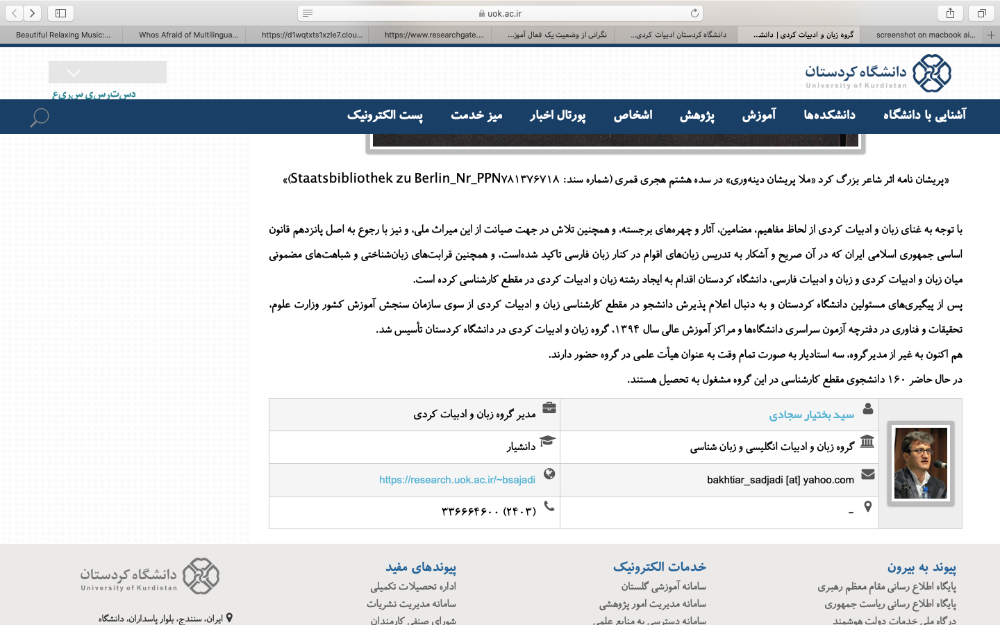 uok.ac.ir
Beautiful Relaxing Music:...
Whos Afraid of Multilingua...
https://d1wqtxts1xzle7.clou...
https://www.researchgate....
نگرانی از وضعیت یک فعال آموز...
دانشگاه کردستان ادبیات کردی...
گروه زبان و ادبیات کردی | دانشـ...
screenshot on macbook ai...
دانشگاه کردستان
University of Kurdistan
دسترسی سریع
آشنایی با دانشگاه دانشکده‌ها آموزش پژوهش اشخاص پورتال اخبار میز خدمت پست الکترونیک
«پریشان نامه اثر شاعر بزرگ کرد «ملا پریشان دینه‌وری» در سده هشتم هجری قمری (شماره سند: Staatsbibliothek zu Berlin_Nr_PPN۷۸۱۳۷۶۷۱۸)»
با توجه به غنای زبان و ادبیات کردی از لحاظ مفاهیم، مضامین، آثار و چهره‌های برجسته، و همچنین تلاش در جهت صیانت از این میراث ملی، و نیز با رجوع به اصل پانزدهم قانون
اساسی جمهوری اسلامی ایران که در آن صریح و آشکار به تدریس زبان‌های اقوام در کنار زبان فارسی تاکید شده‌است، و همچنین قرابت‌های زبان‌شناختی و شباهت‌های مضمونی
میان زبان و ادبیات کردی و زبان و ادبیات فارسی، دانشگاه کردستان اقدام به ایجاد رشته زبان و ادبیات کردی در مقطع کارشناسی کرده است.
پس از پیگیری‌های مسئولین دانشگاه کردستان و به دنبال اعلام پذیرش دانشجو در مقطع کارشناسی زبان و ادبیات کردی از سوی سازمان سنجش آموزش کشور وزارت علوم،
تحقیقات و فناوری در دفترچه آزمون سراسری دانشگاه‌ها و مراکز آموزش عالی سال ۱۳۹۴، گروه زبان و ادبیات کردی در دانشگاه کردستان تأسیس شد.
هم اکنون به غیر از مدیرگروه، سه استادیار به صورت تمام وقت به عنوان هیأت علمی در گروه حضور دارند.
در حال حاضر ۱۶۰ دانشجوی مقطع کارشناسی در این گروه مشغول به تحصیل هستند.
سید بختیار سجادی
مدیر گروه زبان و ادبیات کردی
گروه زبان و ادبیات انگلیسی و زبان شناسی
دانشیار
bakhtiar_sadjadi [at] yahoo.com
https://research.uok.ac.ir/~bsajadi
-
۳۳۶۶۶۴۶۰۰ (۲۴۰۳)
پیوند به بیرون
پایگاه اطلاع رسانی مقام معظم رهبری
پایگاه اطلاع رسانی ریاست جمهوری
درگاه ملی خدمات دولت هوشمند
خدمات الکترونیک
سامانه آموزشی گلستان
سامانه مدیریت امور پژوهشی
سامانه دسترسی به منابع علمی
پیوندهای مفید
اداره تحصیلات تکمیلی
سامانه مدیریت نشریات
شورای صنفی کارمندان
دانشگاه کردستان
University of Kurdistan
ایران، سنندج، بلوار پاسداران، دانشگاه